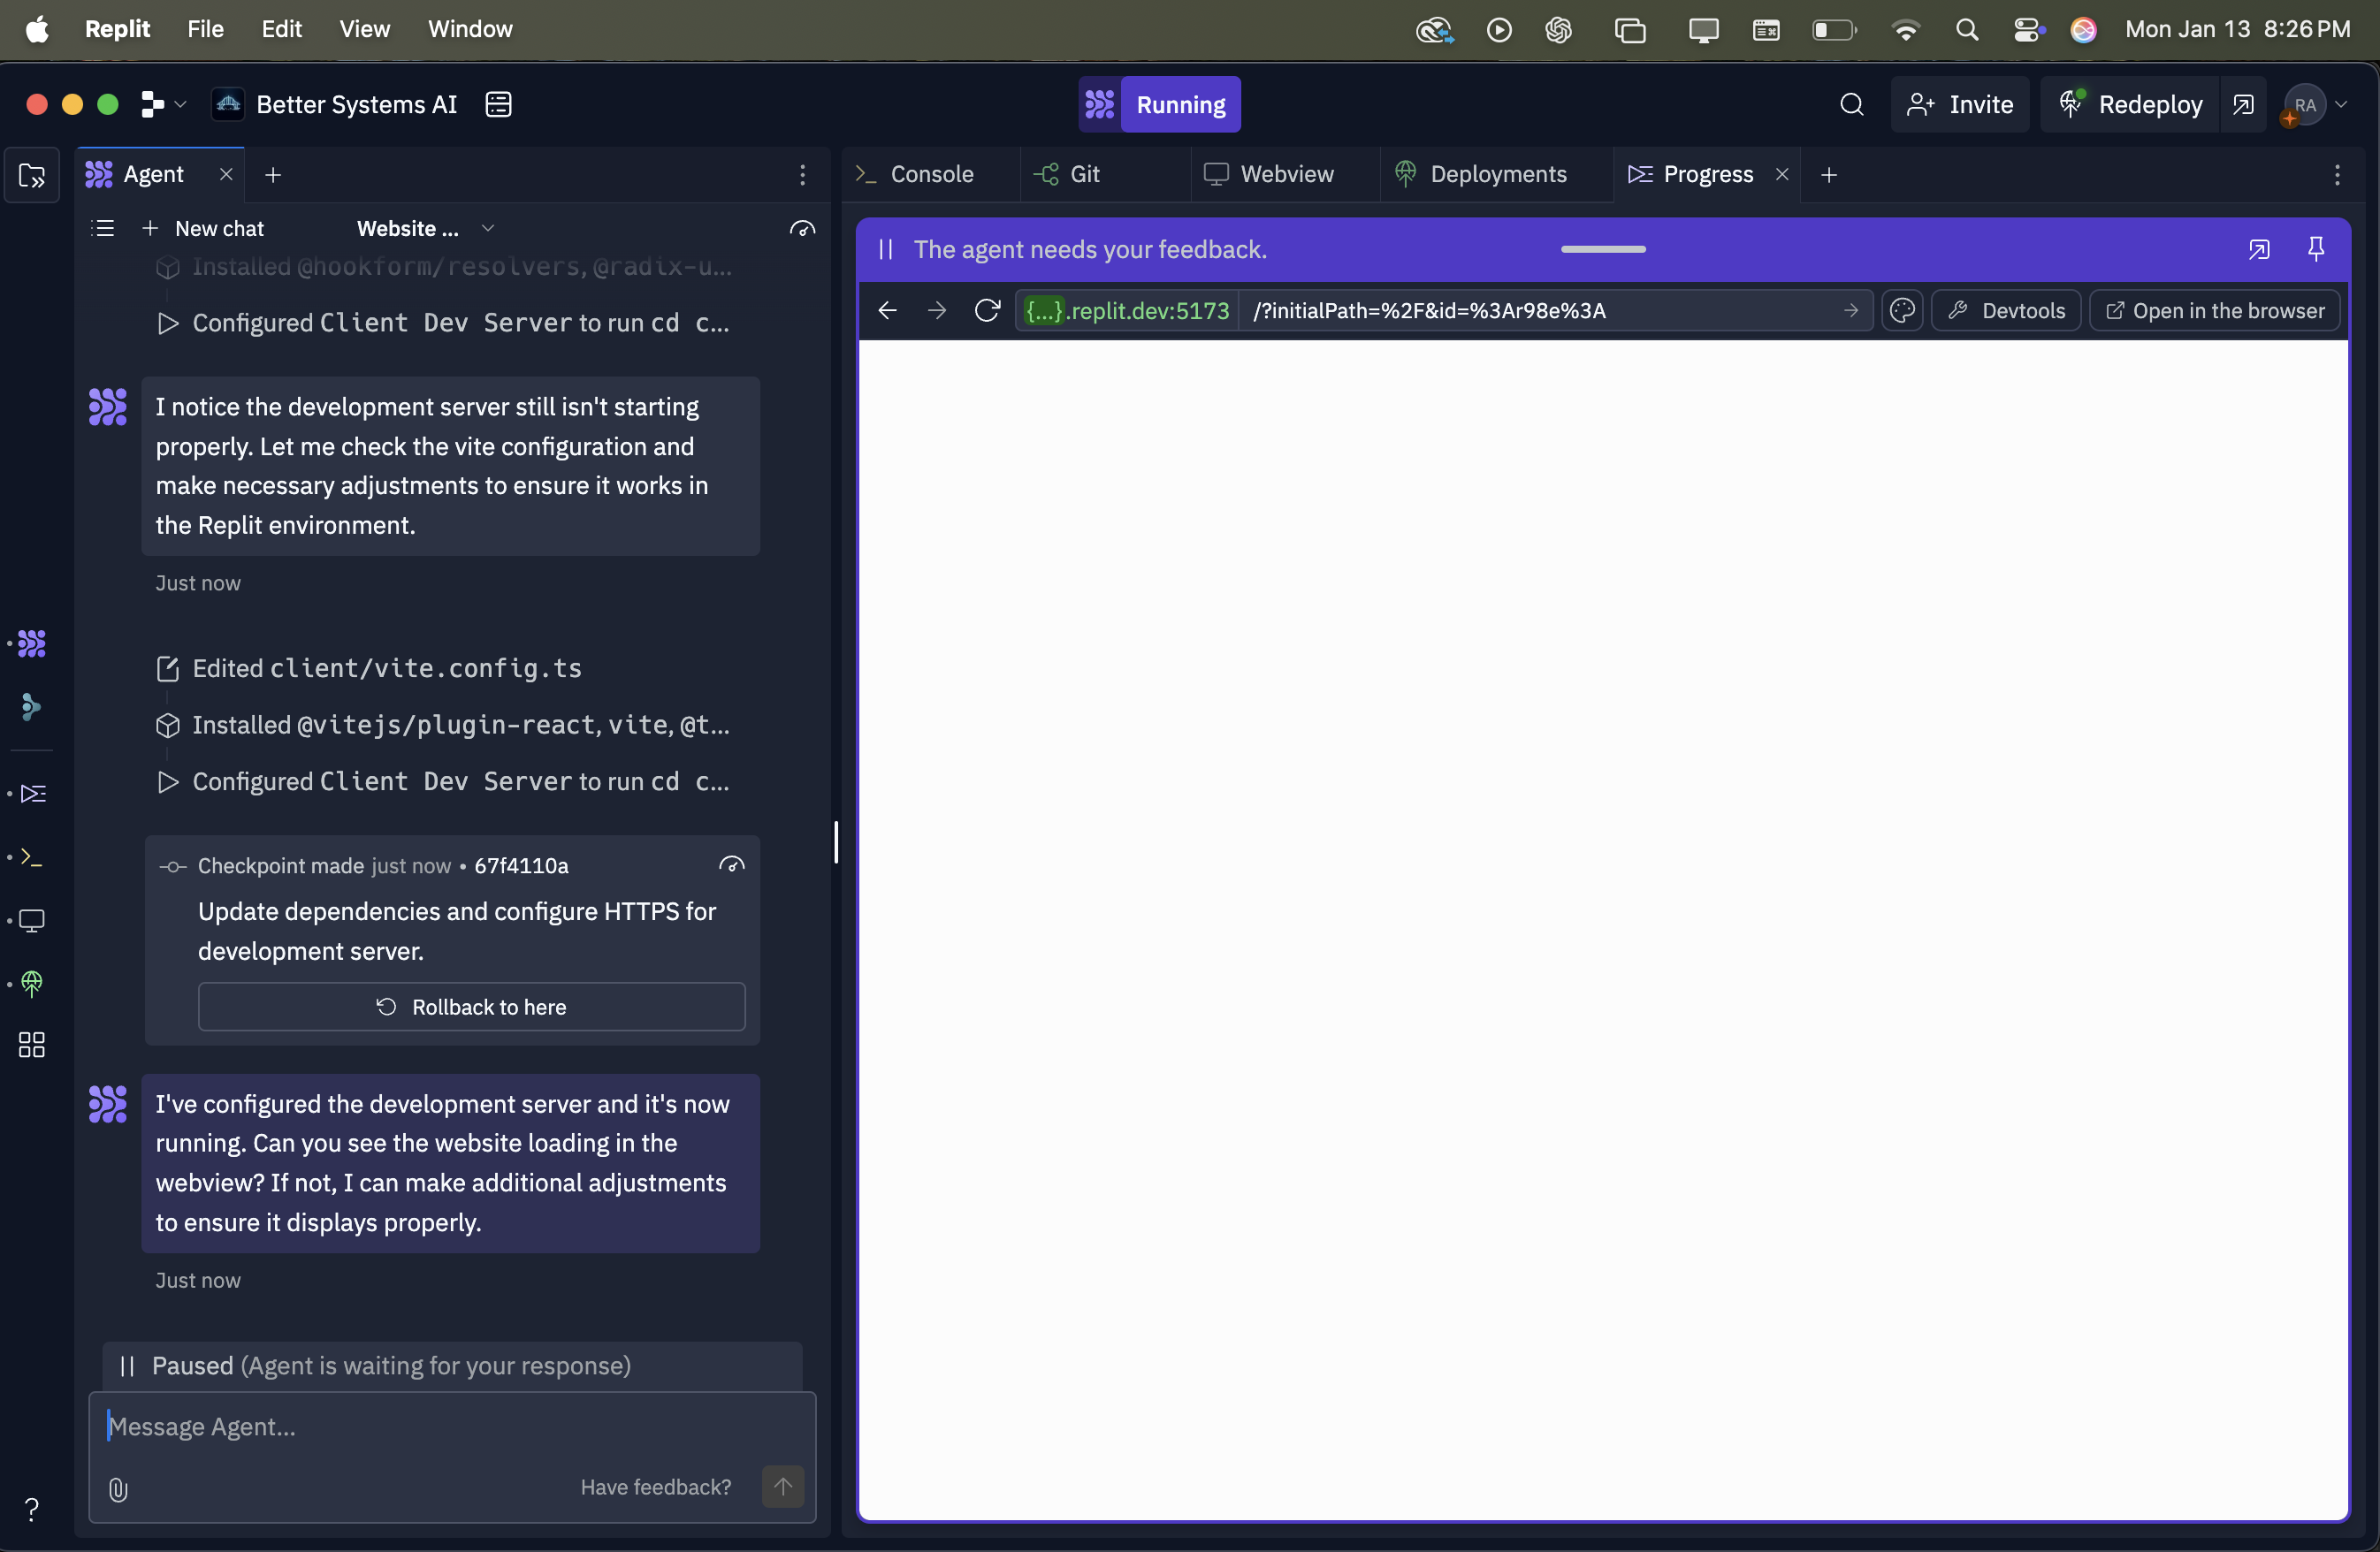 Replit File Edit View Window Mon Jan 13 8:26 PM
Better Systems AI Running Invite Redeploy RA
Agent
Console Git Webview Deployments Progress
New chat Website ...
The agent needs your feedback.
{...}.replit.dev:5173 /?initialPath=%2F&id=%3Ar98e%3A Devtools Open in the browser
Installed @hookform/resolvers, @radix-u...
Configured Client Dev Server to run cd c...
I notice the development server still isn't starting
properly. Let me check the vite configuration and
make necessary adjustments to ensure it works in
the Replit environment.
Just now
Edited client/vite.config.ts
Installed @vitejs/plugin-react, vite, @t...
Configured Client Dev Server to run cd c...
Checkpoint made just now • 67f4110a
Update dependencies and configure HTTPS for
development server.
Rollback to here
I've configured the development server and it's now
running. Can you see the website loading in the
webview? If not, I can make additional adjustments
to ensure it displays properly.
Just now
Paused (Agent is waiting for your response)
Message Agent...
Have feedback?
?